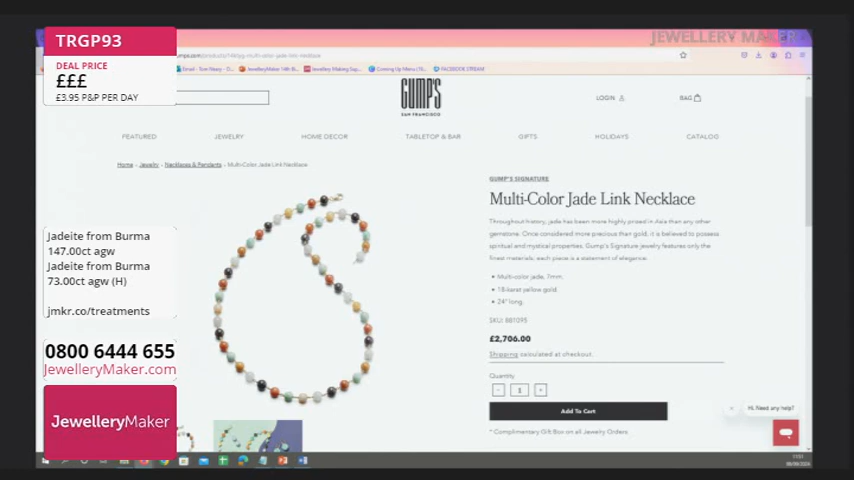 TRGP93
DEAL PRICE
£££
£3.95 P&P PER DAY
Jadeite from Burma
147.00ct agw
Jadeite from Burma
73.00ct agw (H)
jmkr.co/treatments
0800 6444 655
JewelleryMaker.com
JewelleryMaker
JEWELLERY MAKER
GUMP'S
SAN FRANCISCO
LOGIN
BAG
FEATURED
JEWELRY
HOME DECOR
TABLETOP & BAR
GIFTS
HOLIDAYS
CATALOG
Home - Jewelry - Necklaces & Pendants - Multi-Color Jade Link Necklace
GUMP'S SIGNATURE
Multi-Color Jade Link Necklace
Throughout history, jade has been more highly prized in Asia than any other
gemstone. Once considered more precious than gold, it is believed to possess
spiritual and mystical properties. Gump's Signature jewelry features only the
finest materials; each piece is a statement of elegance.
• Multi-color jade, 7mm.
• 18-karat yellow gold.
• 24" long.
SKU: 881095
£2,706.00
Shipping calculated at checkout.
Quantity
- 1 +
Add To Cart
* Complimentary Gift Box on all Jewelry Orders
Hi. Need any help?